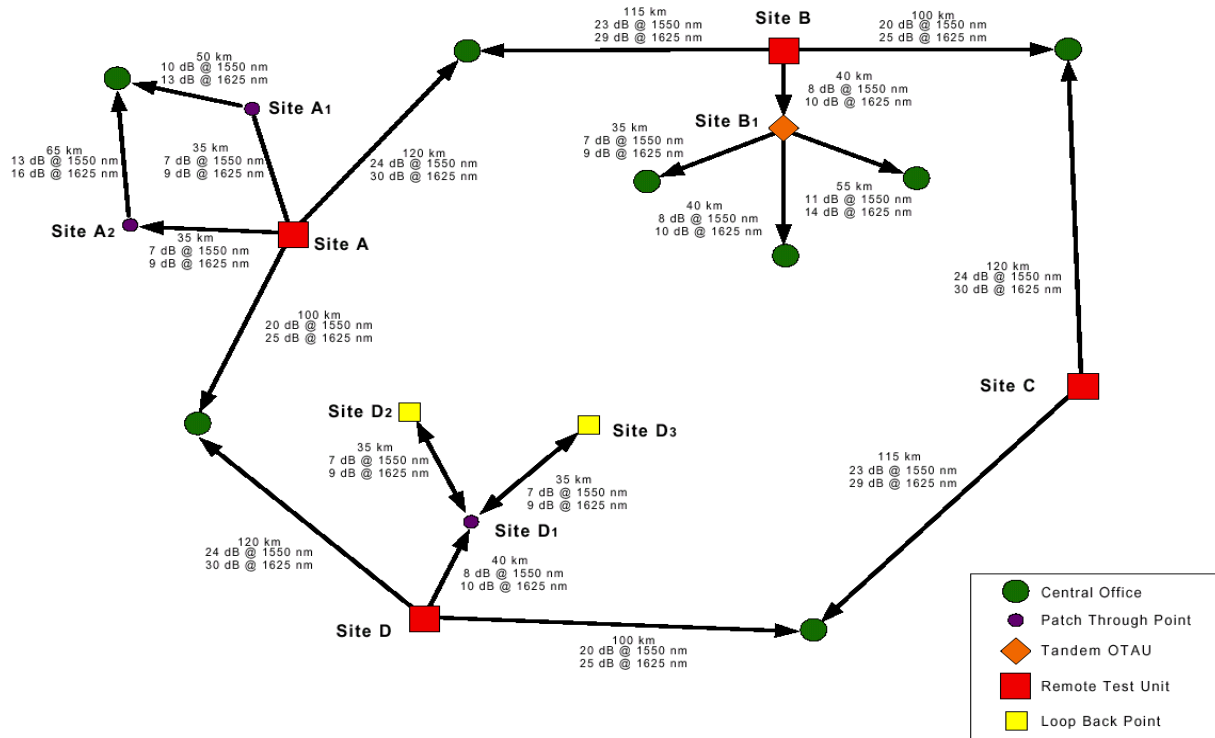 115 km
23 dB @ 1550 nm
29 dB @ 1625 nm
Site B
100 km
20 dB @ 1550 nm
25 dB @ 1625 nm
50 km
10 dB @ 1550 nm
13 dB @ 1625 nm
Site A1
40 km
8 dB @ 1550 nm
10 dB @ 1625 nm
Site B1
35 km
7 dB @ 1550 nm
9 dB @ 1625 nm
65 km
13 dB @ 1550 nm
16 dB @ 1625 nm
35 km
7 dB @ 1550 nm
9 dB @ 1625 nm
120 km
24 dB @ 1550 nm
30 dB @ 1625 nm
55 km
11 dB @ 1550 nm
14 dB @ 1625 nm
40 km
8 dB @ 1550 nm
10 dB @ 1625 nm
Site A2
35 km
7 dB @ 1550 nm
9 dB @ 1625 nm
Site A
120 km
24 dB @ 1550 nm
30 dB @ 1625 nm
100 km
20 dB @ 1550 nm
25 dB @ 1625 nm
Site C
Site D2
Site D3
35 km
7 dB @ 1550 nm
9 dB @ 1625 nm
35 km
7 dB @ 1550 nm
9 dB @ 1625 nm
115 km
23 dB @ 1550 nm
29 dB @ 1625 nm
Site D1
120 km
24 dB @ 1550 nm
30 dB @ 1625 nm
40 km
8 dB @ 1550 nm
10 dB @ 1625 nm
Site D
100 km
20 dB @ 1550 nm
25 dB @ 1625 nm
Central Office
Patch Through Point
Tandem OTAU
Remote Test Unit
Loop Back Point